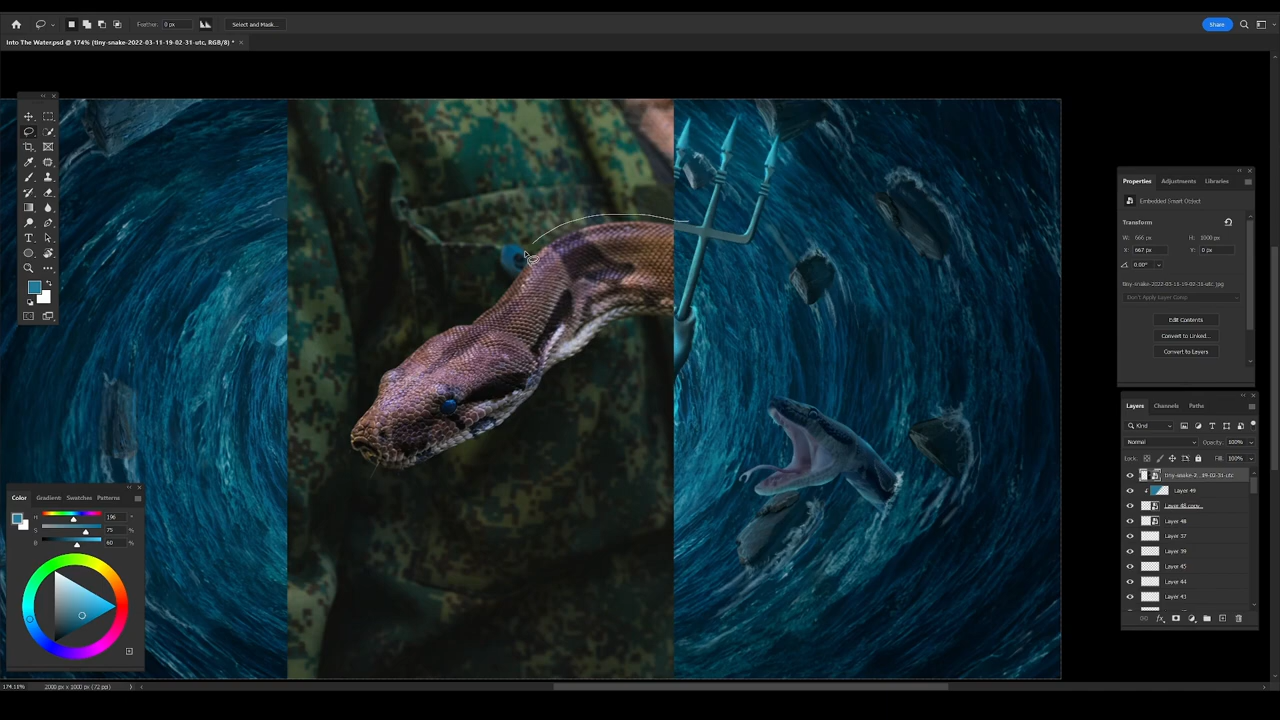 Feather: 0 px
Select and Mask...
Share
Into The Water.psd @ 174% (tiny-snake-2022-03-11-19-02-31-utc, RGB/8) *
Properties Adjustments Libraries
Embedded Smart Object
Transform
W: 666 px H: 1000 px
X: 667 px Y: 0 px
0.00°
tiny-snake-2022-03-11-19-02-31-utc.jpg
Don't Apply Layer Comp
Edit Contents
Convert to Linked...
Convert to Layers
Layers Channels Paths
Kind
Normal Opacity: 100%
Lock: Fill: 100%
tiny-snake-2...19-02-31-utc
Layer 49
Layer 48 copy
Layer 48
Layer 37
Layer 39
Layer 45
Layer 44
Layer 43
Color Gradient Swatches Patterns
H 196 °
S 75 %
B 60 %
174.18% 2000 px x 1000 px (72 ppi)